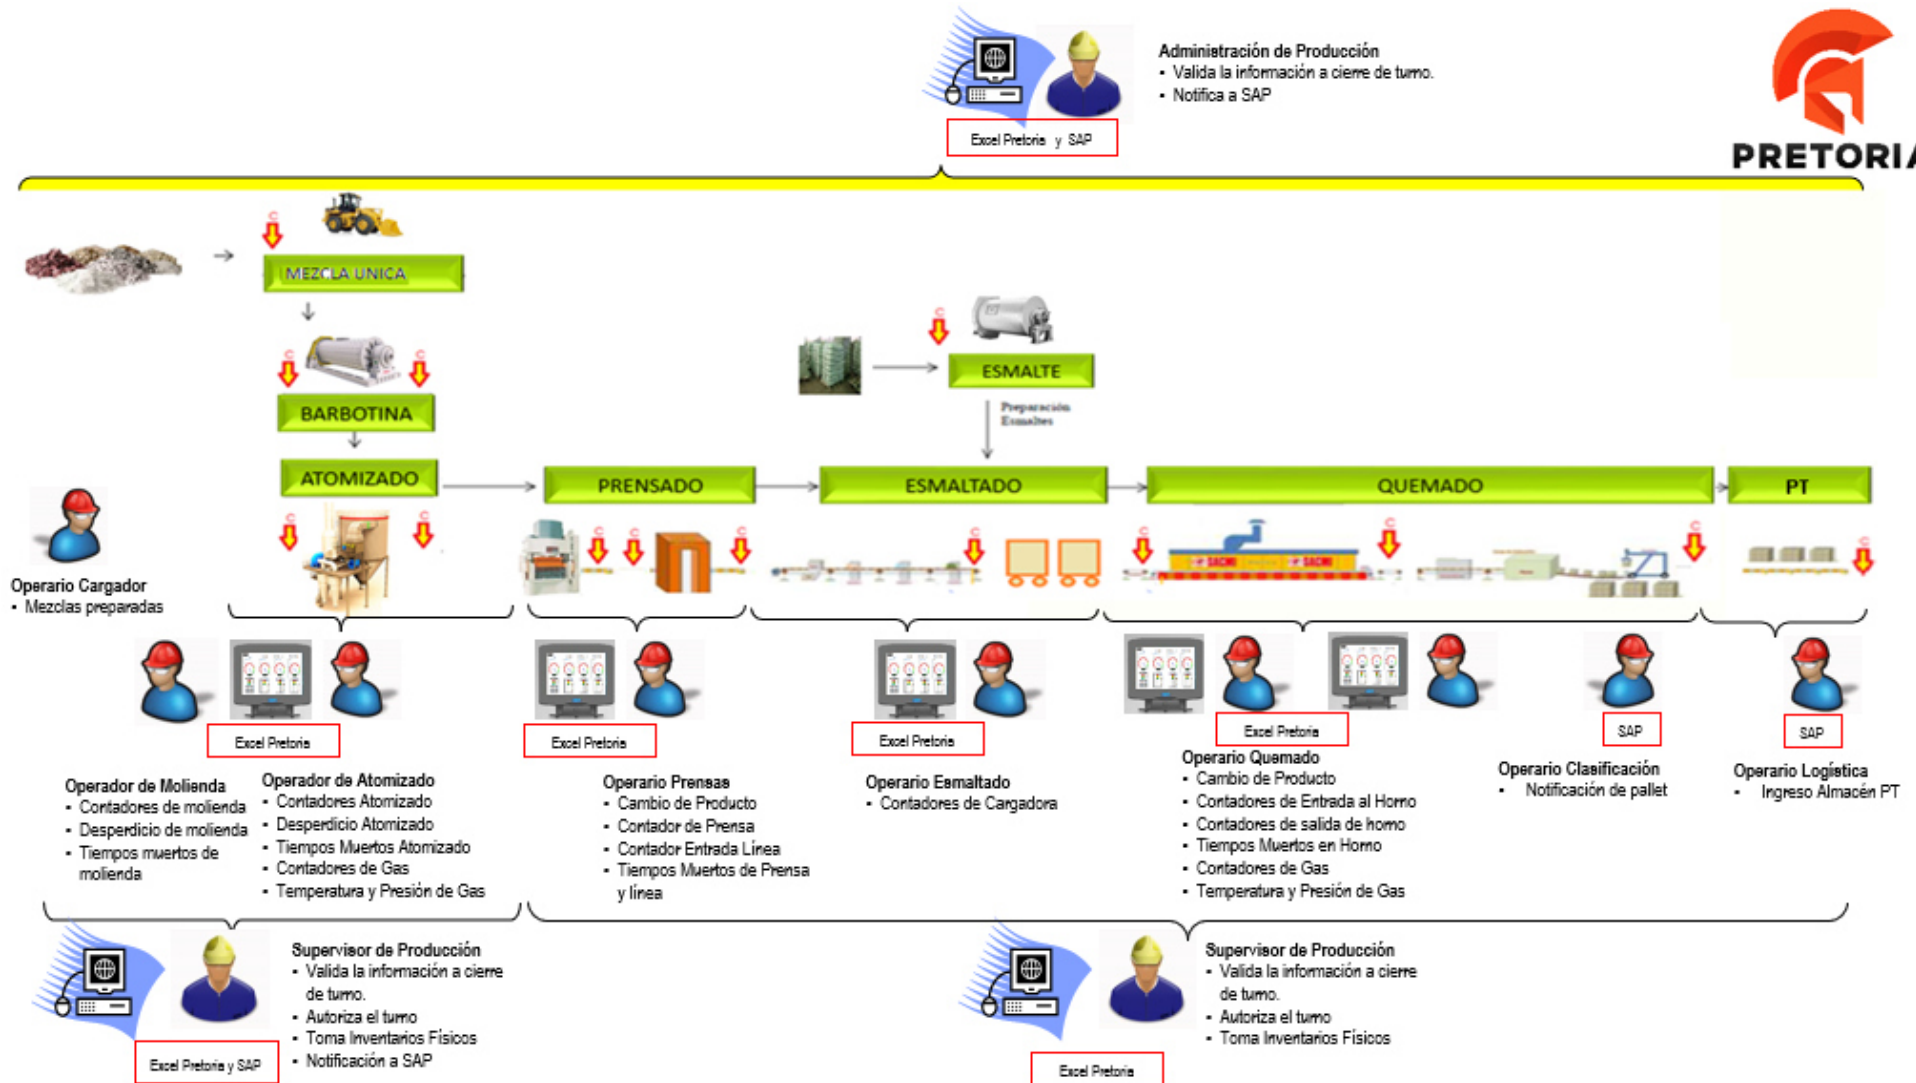 Administración de Producción
▪ Valida la información a cierre de turno.
▪ Notifica a SAP
Excel Pretoria y SAP
PRETORIA
C
MEZCLA UNICA
C
C
BARBOTINA
C
ESMALTE
Preparación
Esmaltes
ATOMIZADO
PRENSADO
ESMALTADO
QUEMADO
PT
C
C
C
C
C
C
C
SACMI
SACMI
C
C
C
Operario Cargador
▪ Mezclas preparadas
Excel Pretoria
Excel Pretoria
Excel Pretoria
Excel Pretoria
SAP
SAP
Operador de Molienda
▪ Contadores de molienda
▪ Desperdicio de molienda
▪ Tiempos muertos de
molienda
Operador de Atomizado
▪ Contadores Atomizado
▪ Desperdicio Atomizado
▪ Tiempos Muertos Atomizado
▪ Contadores de Gas
▪ Temperatura y Presión de Gas
Operario Prensas
▪ Cambio de Producto
▪ Contador de Prensa
▪ Contador Entrada Línea
▪ Tiempos Muertos de Prensa
y línea
Operario Esmaltado
▪ Contadores de Cargadora
Operario Quemado
▪ Cambio de Producto
▪ Contadores de Entrada al Horno
▪ Contadores de salida de horno
▪ Tiempos Muertos en Horno
▪ Contadores de Gas
▪ Temperatura y Presión de Gas
Operario Clasificación
▪ Notificación de pallet
Operario Logística
▪ Ingreso Almacén PT
Supervisor de Producción
▪ Valida la información a cierre
de turno.
▪ Autoriza el turno
▪ Toma Inventarios Físicos
▪ Notificación a SAP
Excel Pretoria y SAP
Supervisor de Producción
▪ Valida la información a cierre
de turno.
▪ Autoriza el turno
▪ Toma Inventarios Físicos
Excel Pretoria